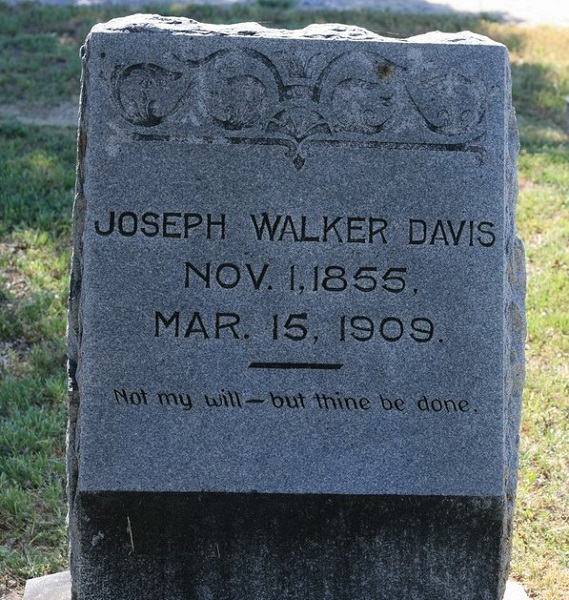 JOSEPH WALKER DAVIS
NOV. 1, 1855,
MAR. 15, 1909.
Not my will — but thine be done.